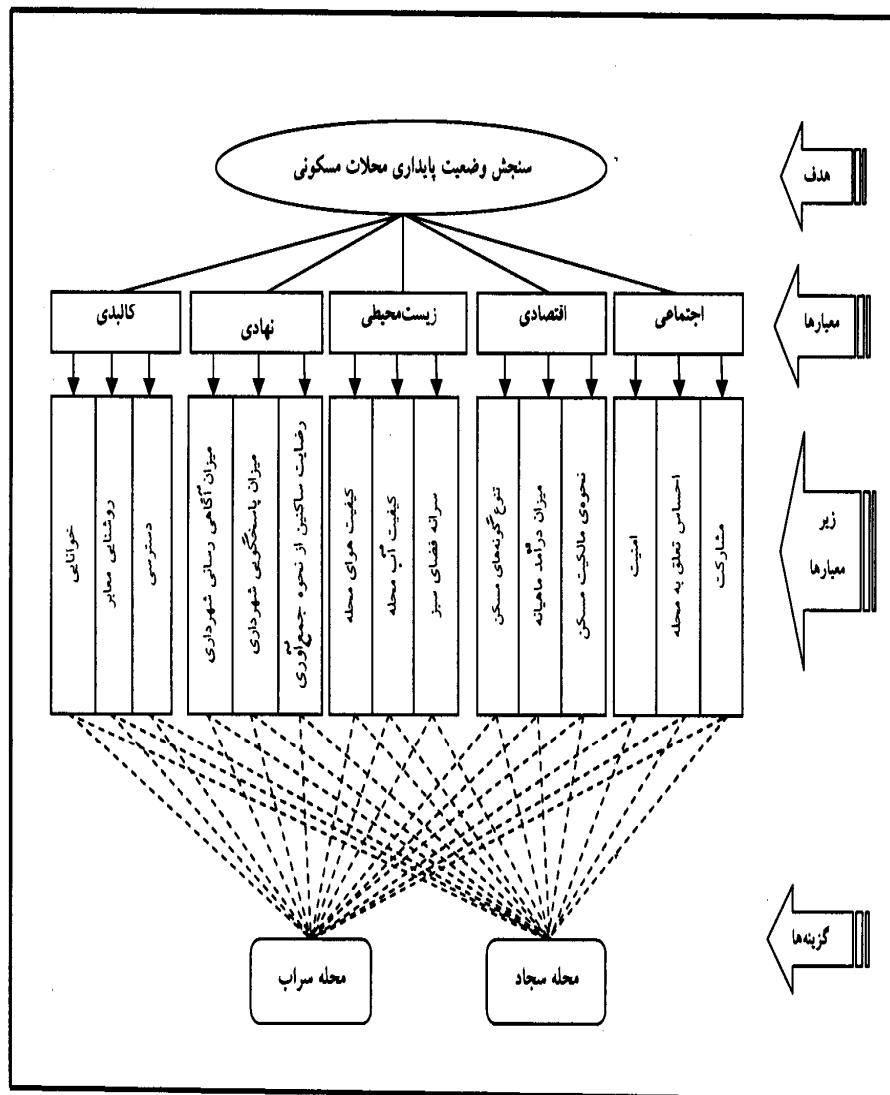 هدف
سنجش وضعیت پایداری محلات مسکونی
معیارها
اجتماعی
اقتصادی
زیست‌محیطی
نهادی
کالبدی
زیر
معیارها
مشارکت
احساس تعلق به محله
امنیت
نحوه‌ی مالکیت مسکن
میزان درآمد ماهیانه
تنوع گونه‌های مسکن
سرانه فضای سبز
کیفیت آب محله
کیفیت هوای محله
رضایت ساکنین از نحوه جمع‌آوری
میزان پاسخگویی شهرداری
میزان آگاهی رسانی شهرداری
دسترسی
روشنایی معابر
خوانایی
گزینه‌ها
محله سجاد
محله سراب